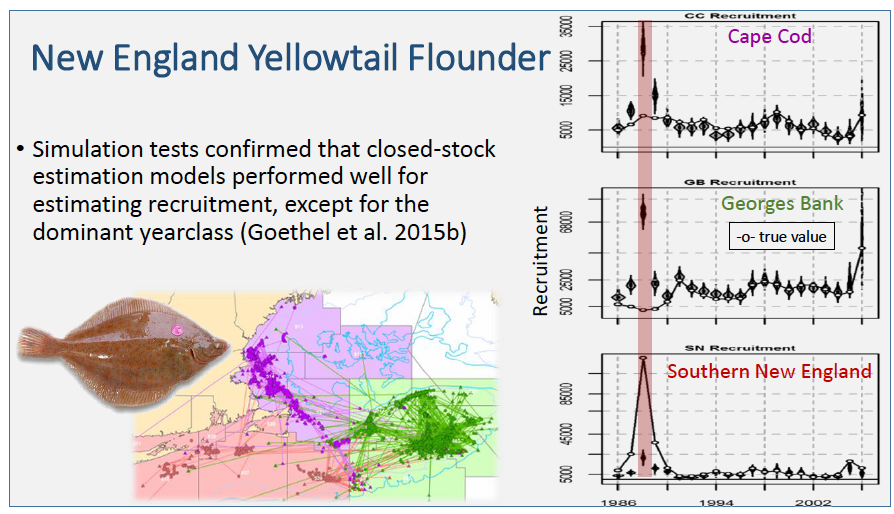 New England Yellowtail Flounder
• Simulation tests confirmed that closed-stock
estimation models performed well for
estimating recruitment, except for the
dominant yearclass (Goethel et al. 2015b)
Recruitment
CC Recruitment
Cape Cod
35000
25000
15000
5000
GB Recruitment
Georges Bank
-o- true value
25000
5000
SN Recruitment
Southern New England
45000
5000
1986
1994
2002